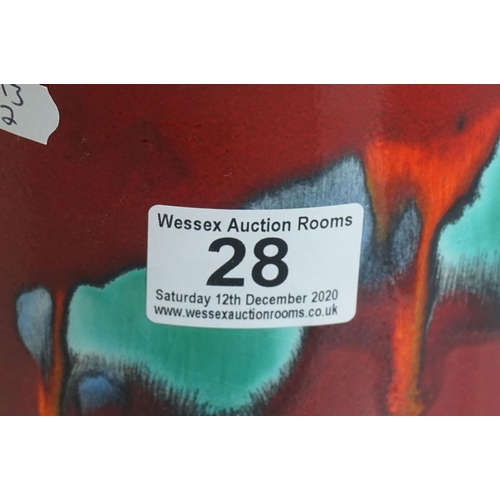 Wessex Auction Rooms
28
Saturday 12th December 2020
www.wessexauctionrooms.co.uk